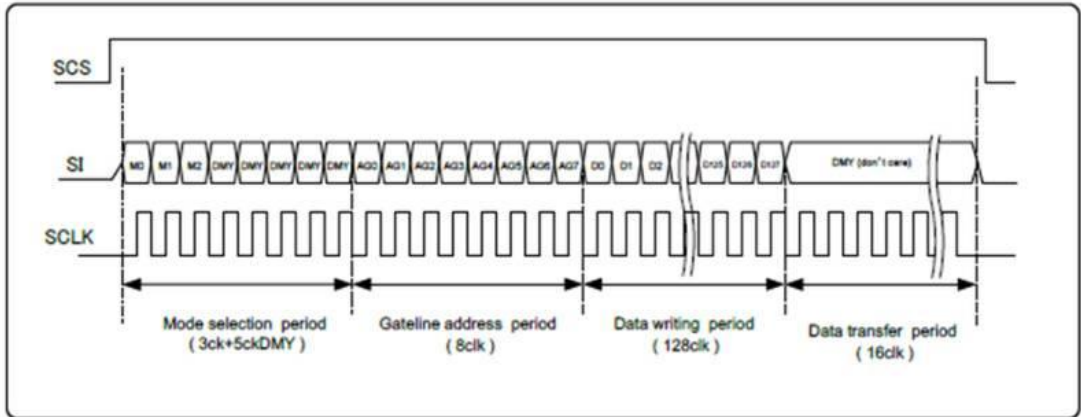 SCS
SI
M0 M1 M2 DMY DMY DMY DMY DMY AG0 AG1 AG2 AG3 AG4 AG5 AG6 AG7 D0 D1 D2 D125 D126 D127 DMY (don't care)
SCLK
Mode selection period
( 3ck+5ckDMY )
Gateline address period
( 8clk )
Data writing period
( 128clk )
Data transfer period
( 16clk )